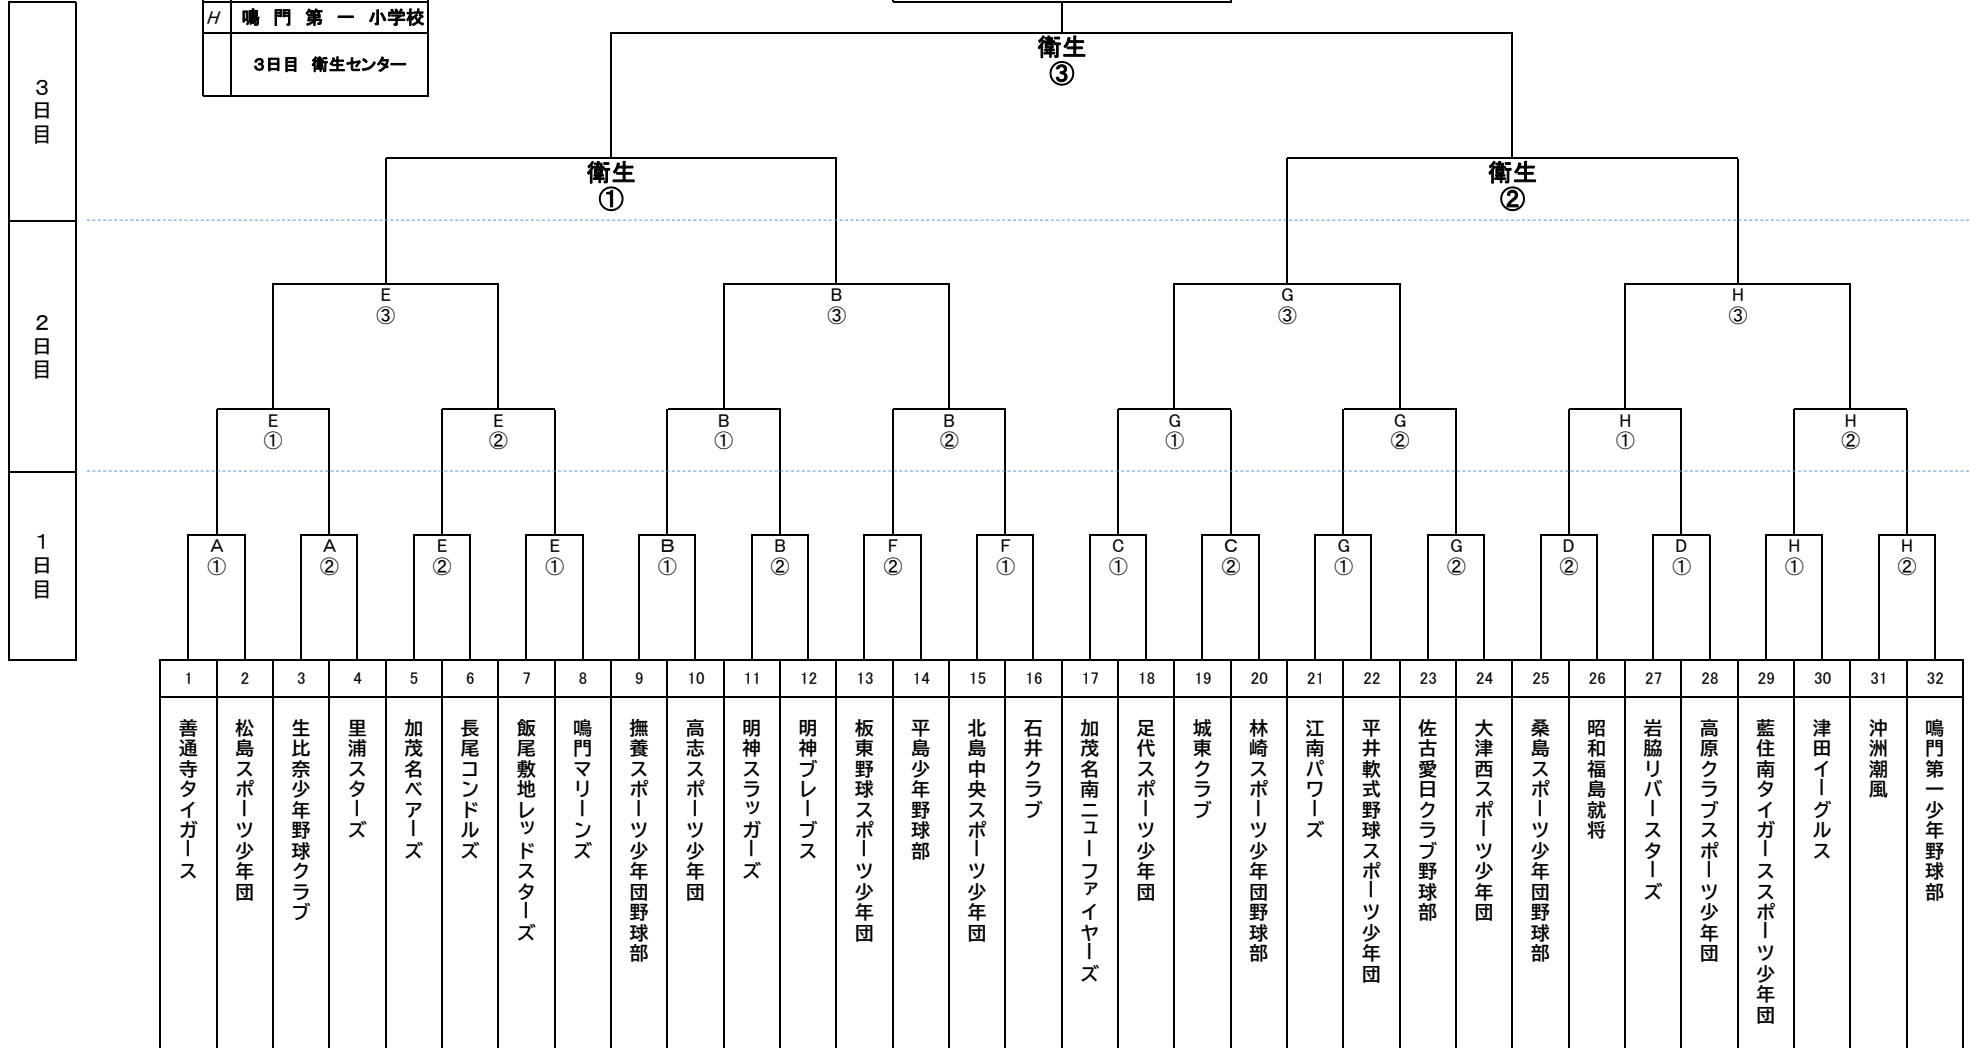 H 鳴 門 第 一 小学校
3日目 衛生センター
衛生
③
3日目
衛生
①
衛生
②
2日目
E
③
B
③
G
③
H
③
E
①
E
②
B
①
B
②
G
①
G
②
H
①
H
②
1日目
A
①
A
②
E
②
E
①
B
①
B
②
F
②
F
①
C
①
C
②
G
①
G
②
D
②
D
①
H
①
H
②
1 2 3 4 5 6 7 8 9 10 11 12 13 14 15 16 17 18 19 20 21 22 23 24 25 26 27 28 29 30 31 32
善通寺タイガース
松島スポーツ少年団
生比奈少年野球クラブ
里浦スターズ
加茂名ベアーズ
長尾コンドルズ
飯尾敷地レッドスターズ
鳴門マリーンズ
撫養スポーツ少年団野球部
高志スポーツ少年団
明神スラッガーズ
明神ブレーブス
板東野球スポーツ少年団
平島少年野球部
北島中央スポーツ少年団
石井クラブ
加茂名南ニューファイヤーズ
足代スポーツ少年団
城東クラブ
林崎スポーツ少年団野球部
江南パワーズ
平井軟式野球スポーツ少年団
佐古愛日クラブ野球部
大津西スポーツ少年団
桑島スポーツ少年団野球部
昭和福島就将
岩脇リバースターズ
高原クラブスポーツ少年団
藍住南タイガーススポーツ少年団
津田イーグルス
沖洲潮風
鳴門第一少年野球部